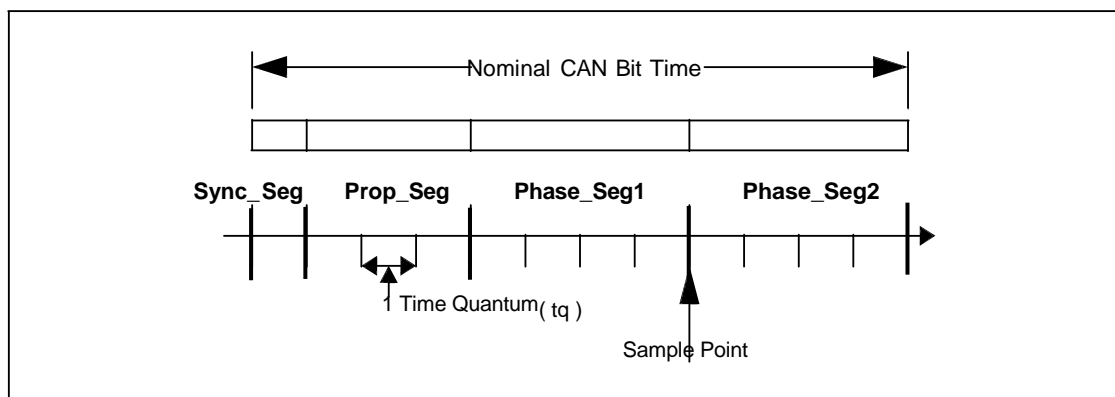 Nominal CAN Bit Time
Sync_Seg Prop_Seg Phase_Seg1 Phase_Seg2
1 Time Quantum( tq )
Sample Point